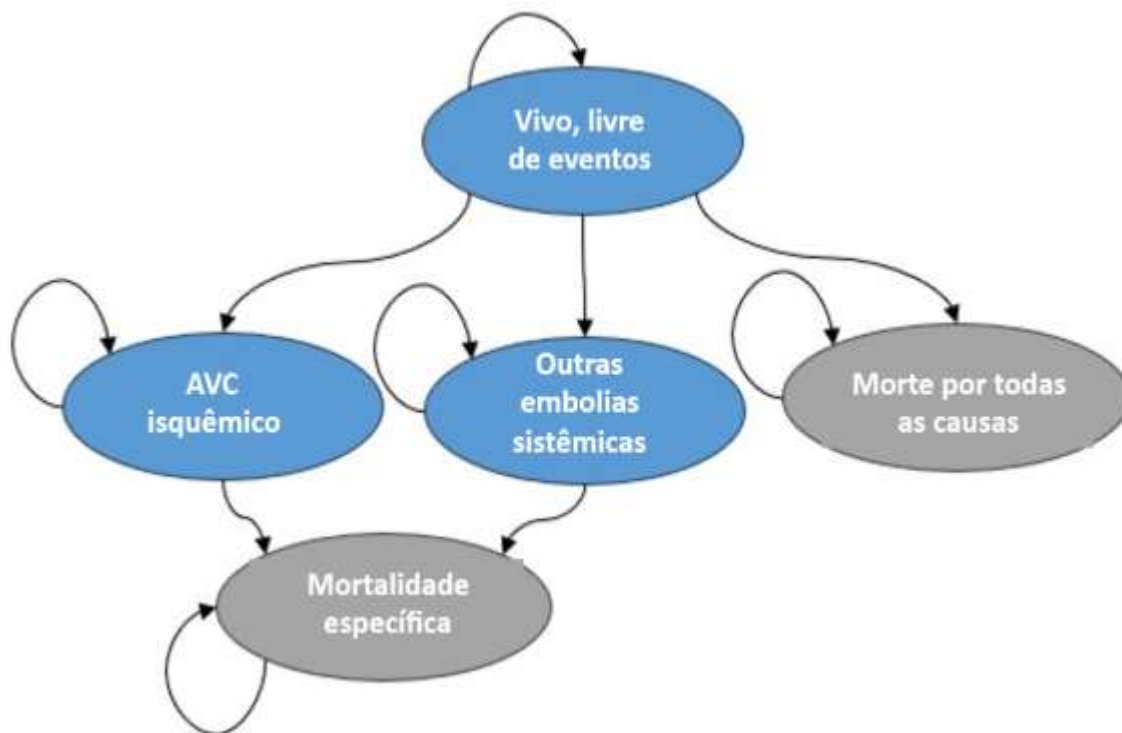 Vivo, livre
de eventos
AVC
isquêmico
Outras
embolias
sistêmicas
Morte por todas
as causas
Mortalidade
específica